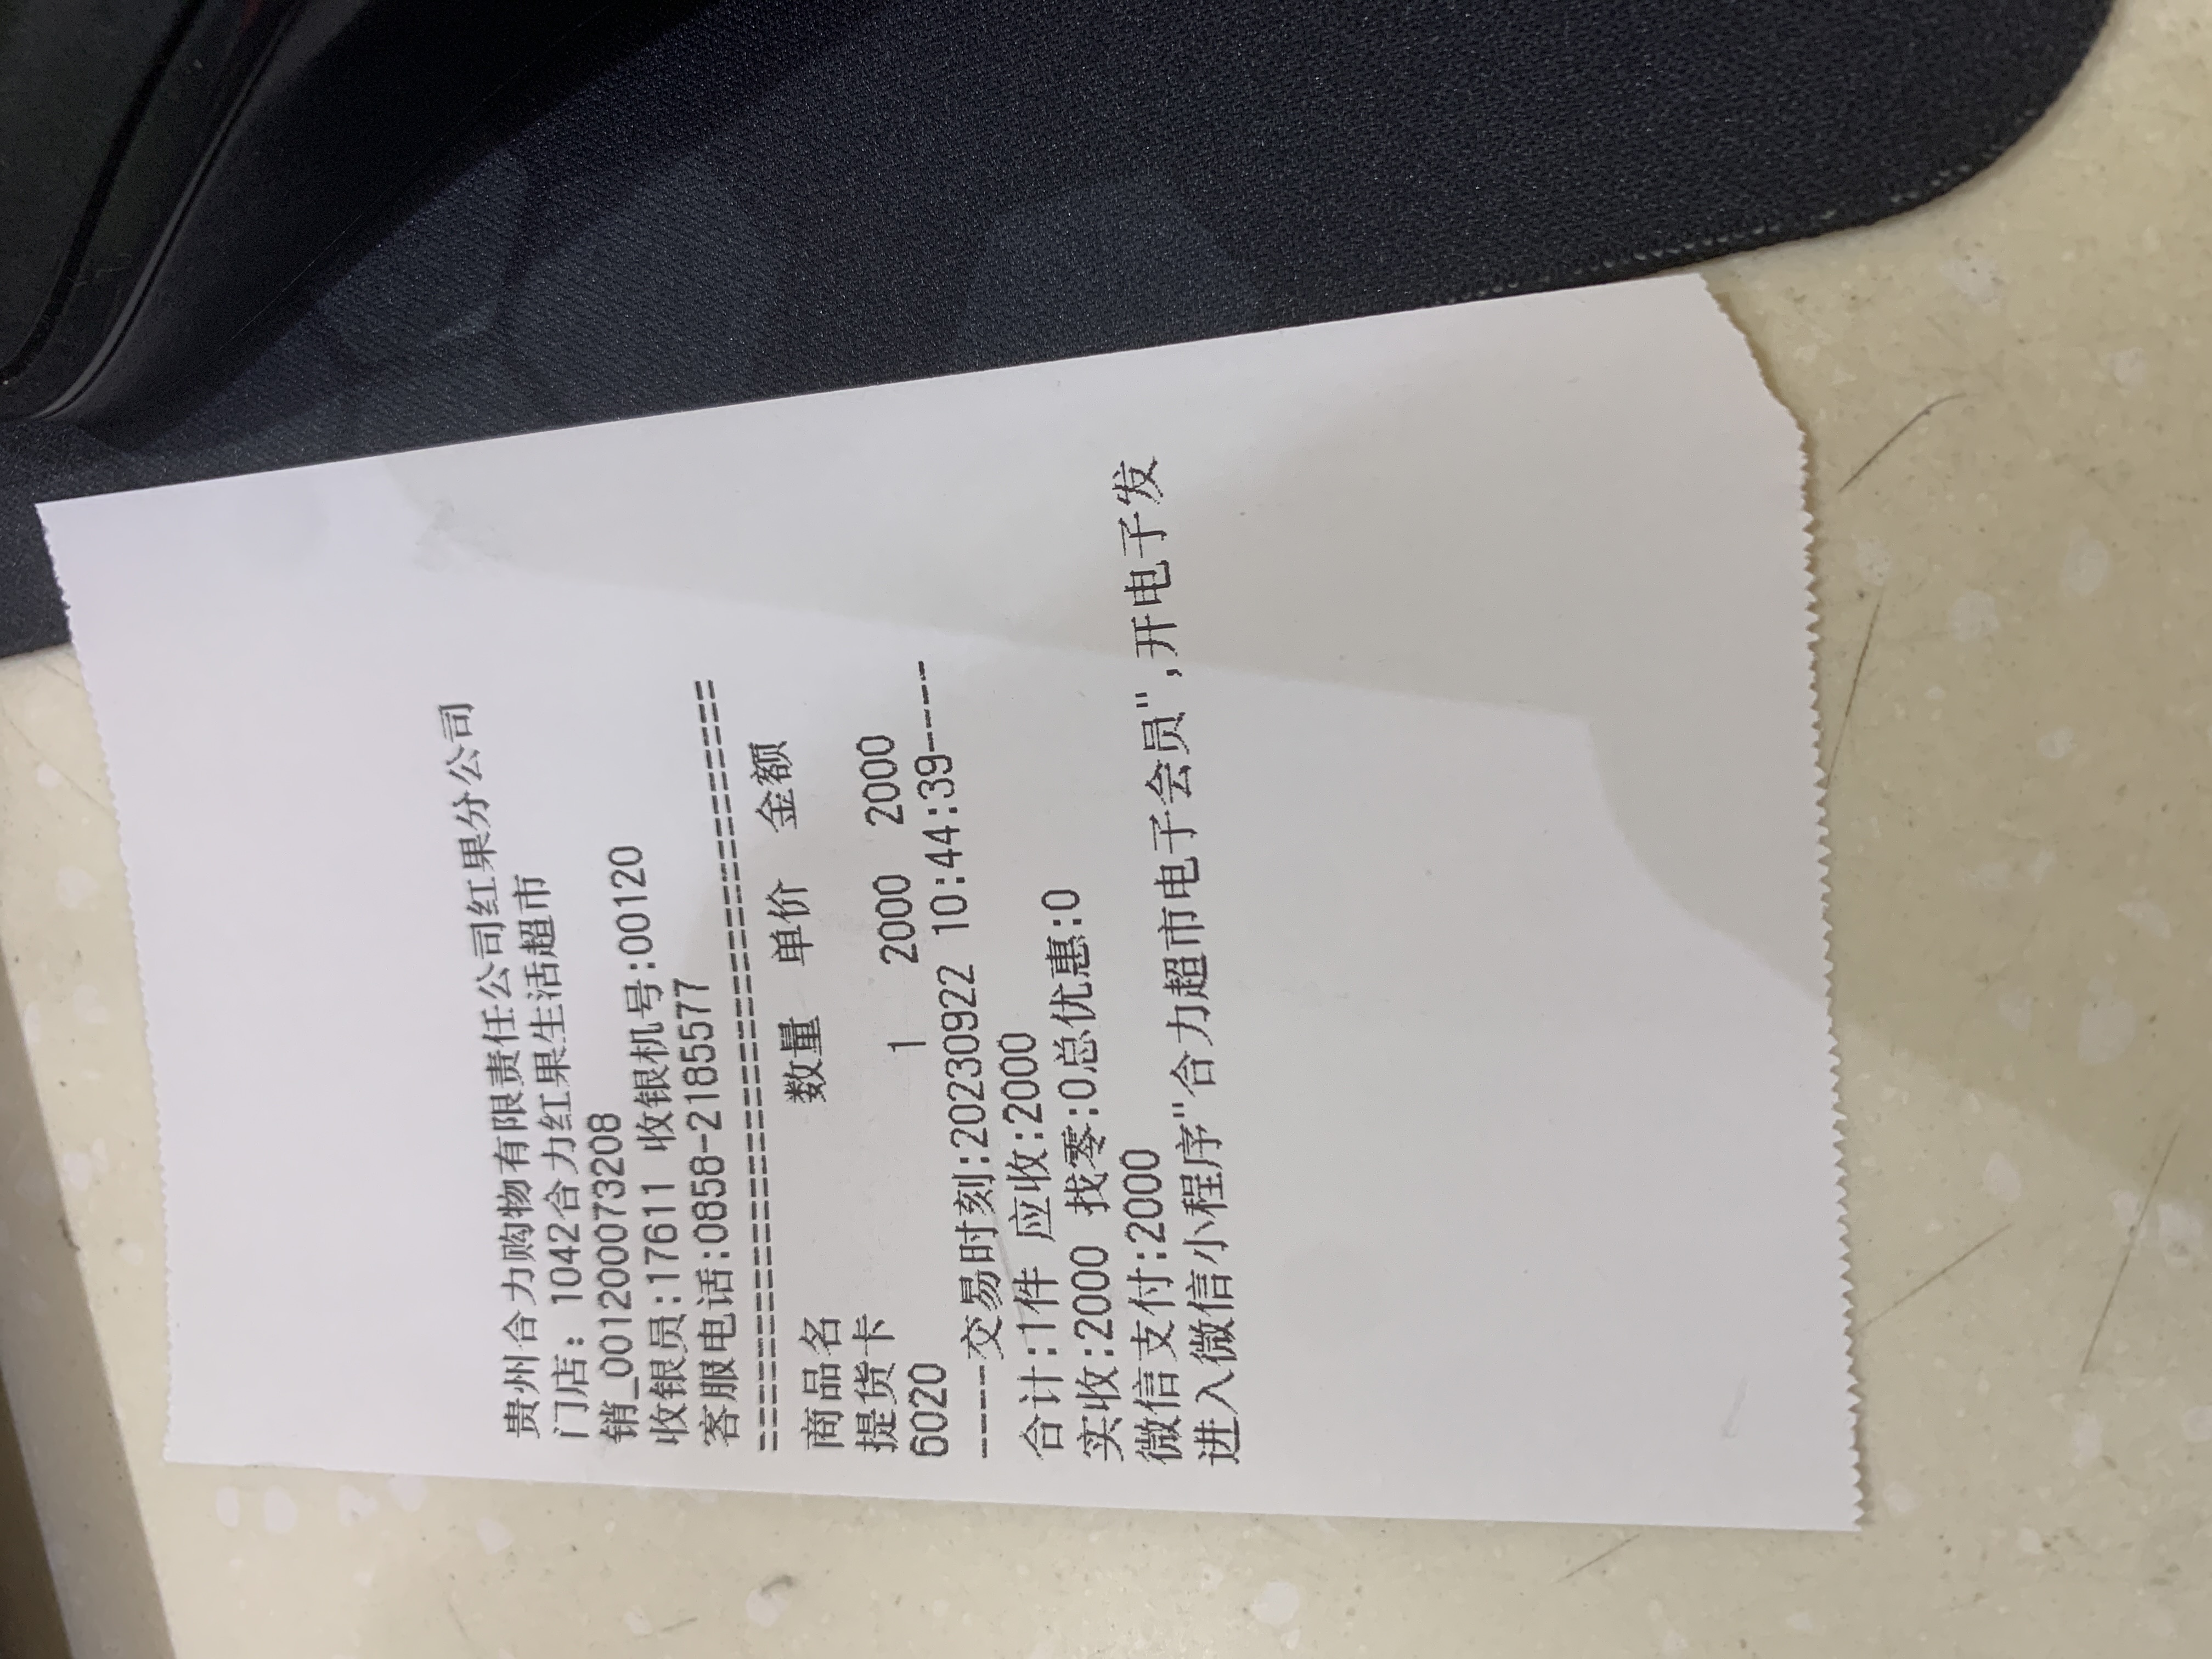 贵州合力购物有限责任公司红果分公司
门店：1042合力红果生活超市
销_0012000073208
收银员:17611 收银机号:00120
客服电话:0858-2185577
======================================
商品名 数量 单价 金额
提货卡
6020 1 2000 2000
----交易时刻:20230922 10:44:39----
合计:1件 应收:2000
实收:2000 找零:0总优惠:0
微信支付:2000
进入微信小程序"合力超市电子会员",开电子发